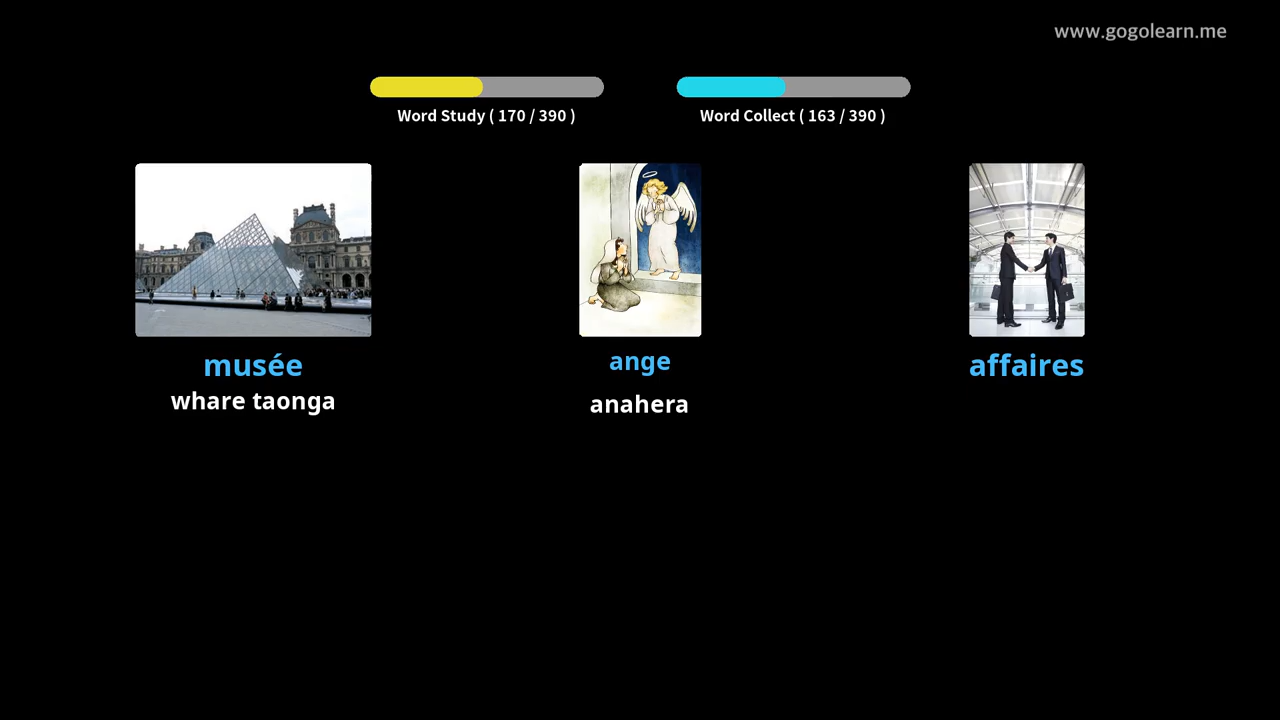 www.gogolearn.me
Word Study ( 170 / 390 )
Word Collect ( 163 / 390 )
musée
whare taonga
ange
anahera
affaires